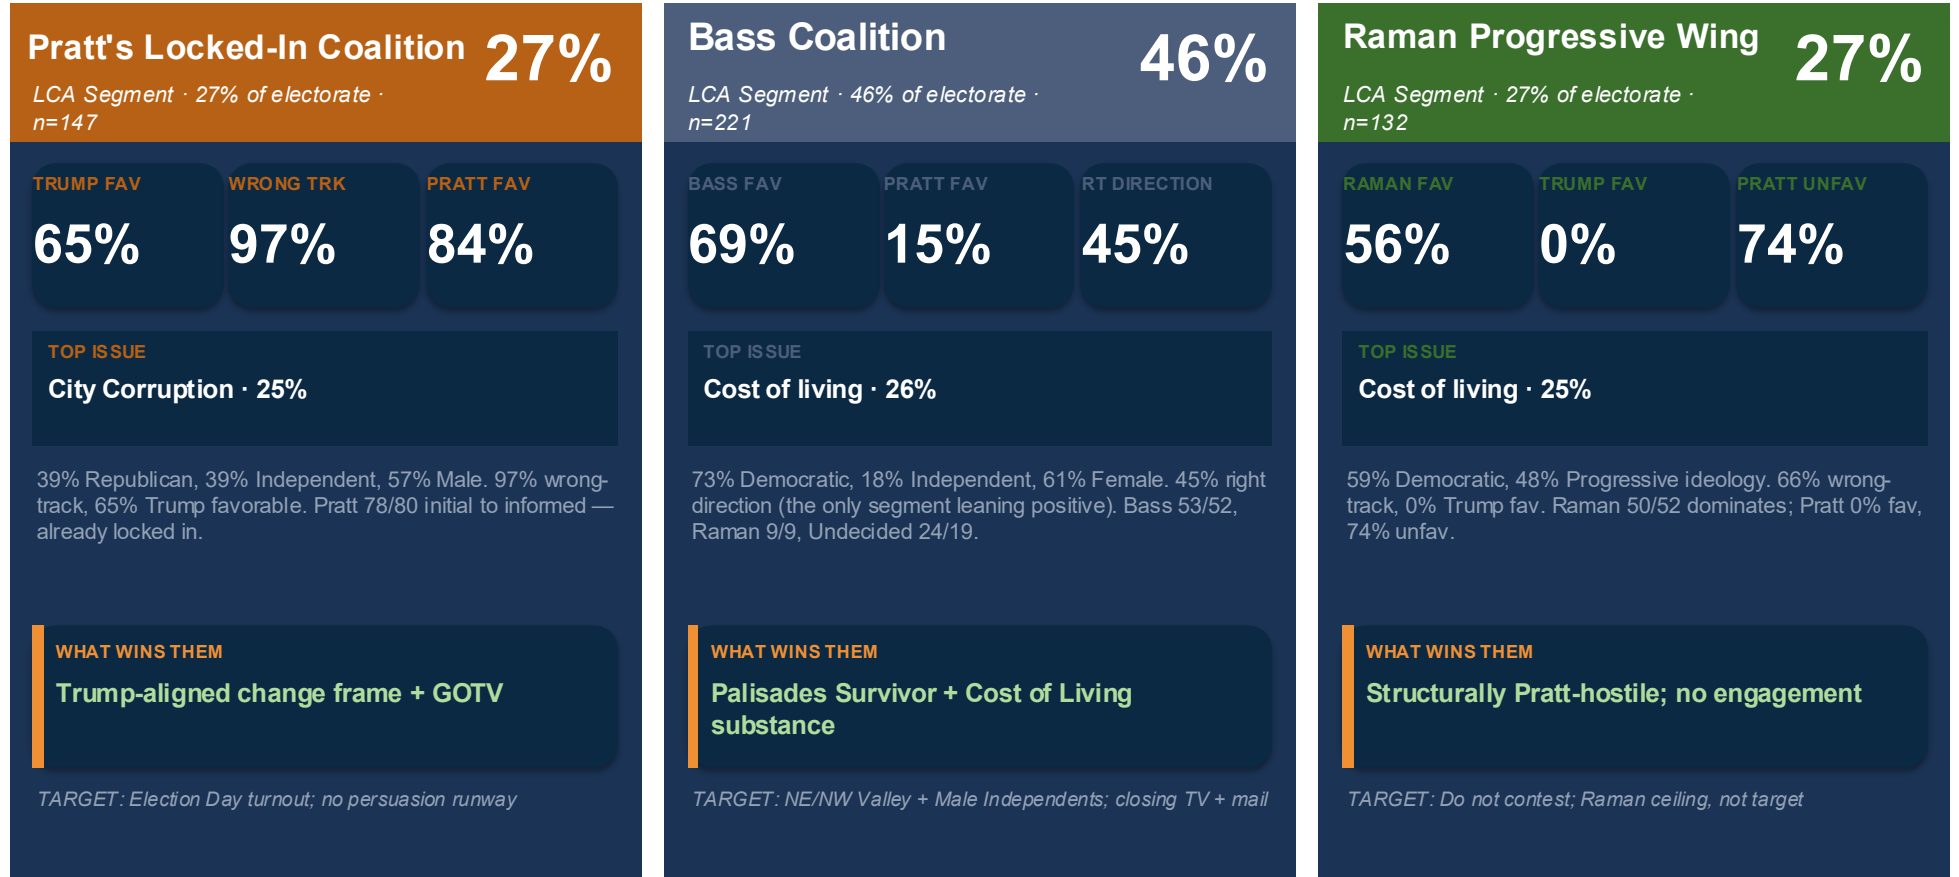 Pratt's Locked-In Coalition
27%
LCA Segment · 27% of electorate ·
n=147
TRUMP FAV
65%
WRONG TRK
97%
PRATT FAV
84%
TOP ISSUE
City Corruption · 25%
39% Republican, 39% Independent, 57% Male. 97% wrong-
track, 65% Trump favorable. Pratt 78/80 initial to informed —
already locked in.
WHAT WINS THEM
Trump-aligned change frame + GOTV
TARGET: Election Day turnout; no persuasion runway
Bass Coalition
46%
LCA Segment · 46% of electorate ·
n=221
BASS FAV
69%
PRATT FAV
15%
RT DIRECTION
45%
TOP ISSUE
Cost of living · 26%
73% Democratic, 18% Independent, 61% Female. 45% right
direction (the only segment leaning positive). Bass 53/52,
Raman 9/9, Undecided 24/19.
WHAT WINS THEM
Palisades Survivor + Cost of Living
substance
TARGET: NE/NW Valley + Male Independents; closing TV + mail
Raman Progressive Wing
27%
LCA Segment · 27% of electorate ·
n=132
RAMAN FAV
56%
TRUMP FAV
0%
PRATT UNFAV
74%
TOP ISSUE
Cost of living · 25%
59% Democratic, 48% Progressive ideology. 66% wrong-
track, 0% Trump fav. Raman 50/52 dominates; Pratt 0% fav,
74% unfav.
WHAT WINS THEM
Structurally Pratt-hostile; no engagement
TARGET: Do not contest; Raman ceiling, not target